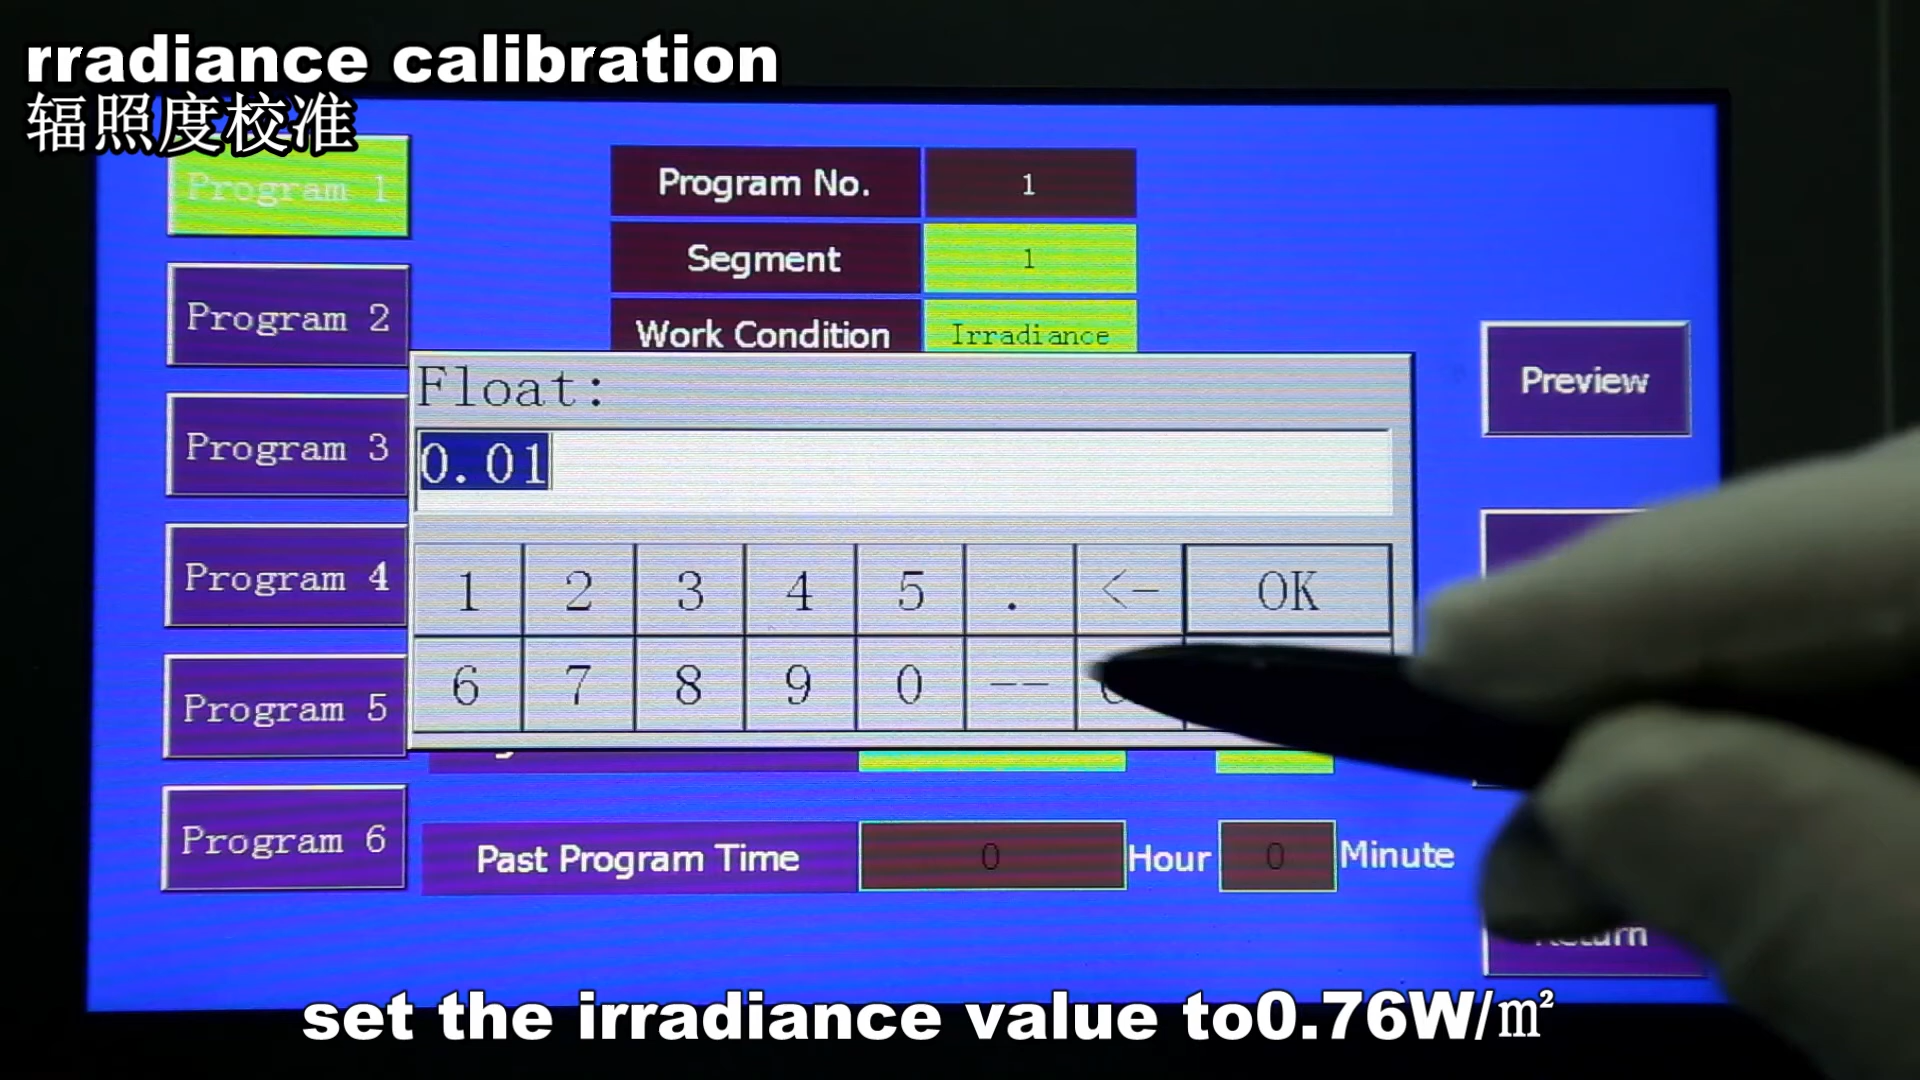 rradiance calibration
辐照度校准
Program 1
Program 2
Program 3
Program 4
Program 5
Program 6
Program No. 1
Segment 1
Work Condition Irradiance
Float:
0.01
1 2 3 4 5 . <- OK
6 7 8 9 0 --
Past Program Time 0 Hour 0 Minute
Preview
Return
set the irradiance value to0.76W/㎡